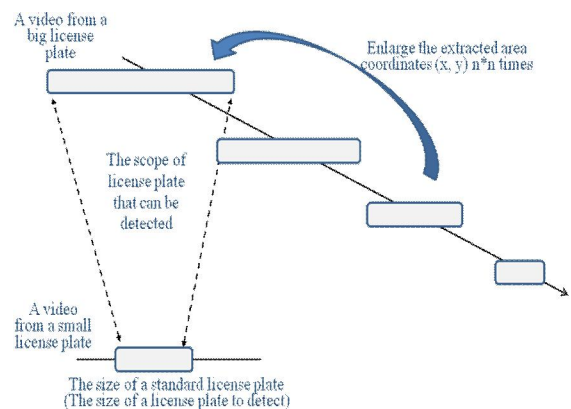 A video from a
big license
plate
Enlarge the extracted area
coordinates (x, y) n*n times
The scope of
license plate
that can be
detected
A video
from a small
license plate
The size of a standard license plate
(The size of a license plate to detect)